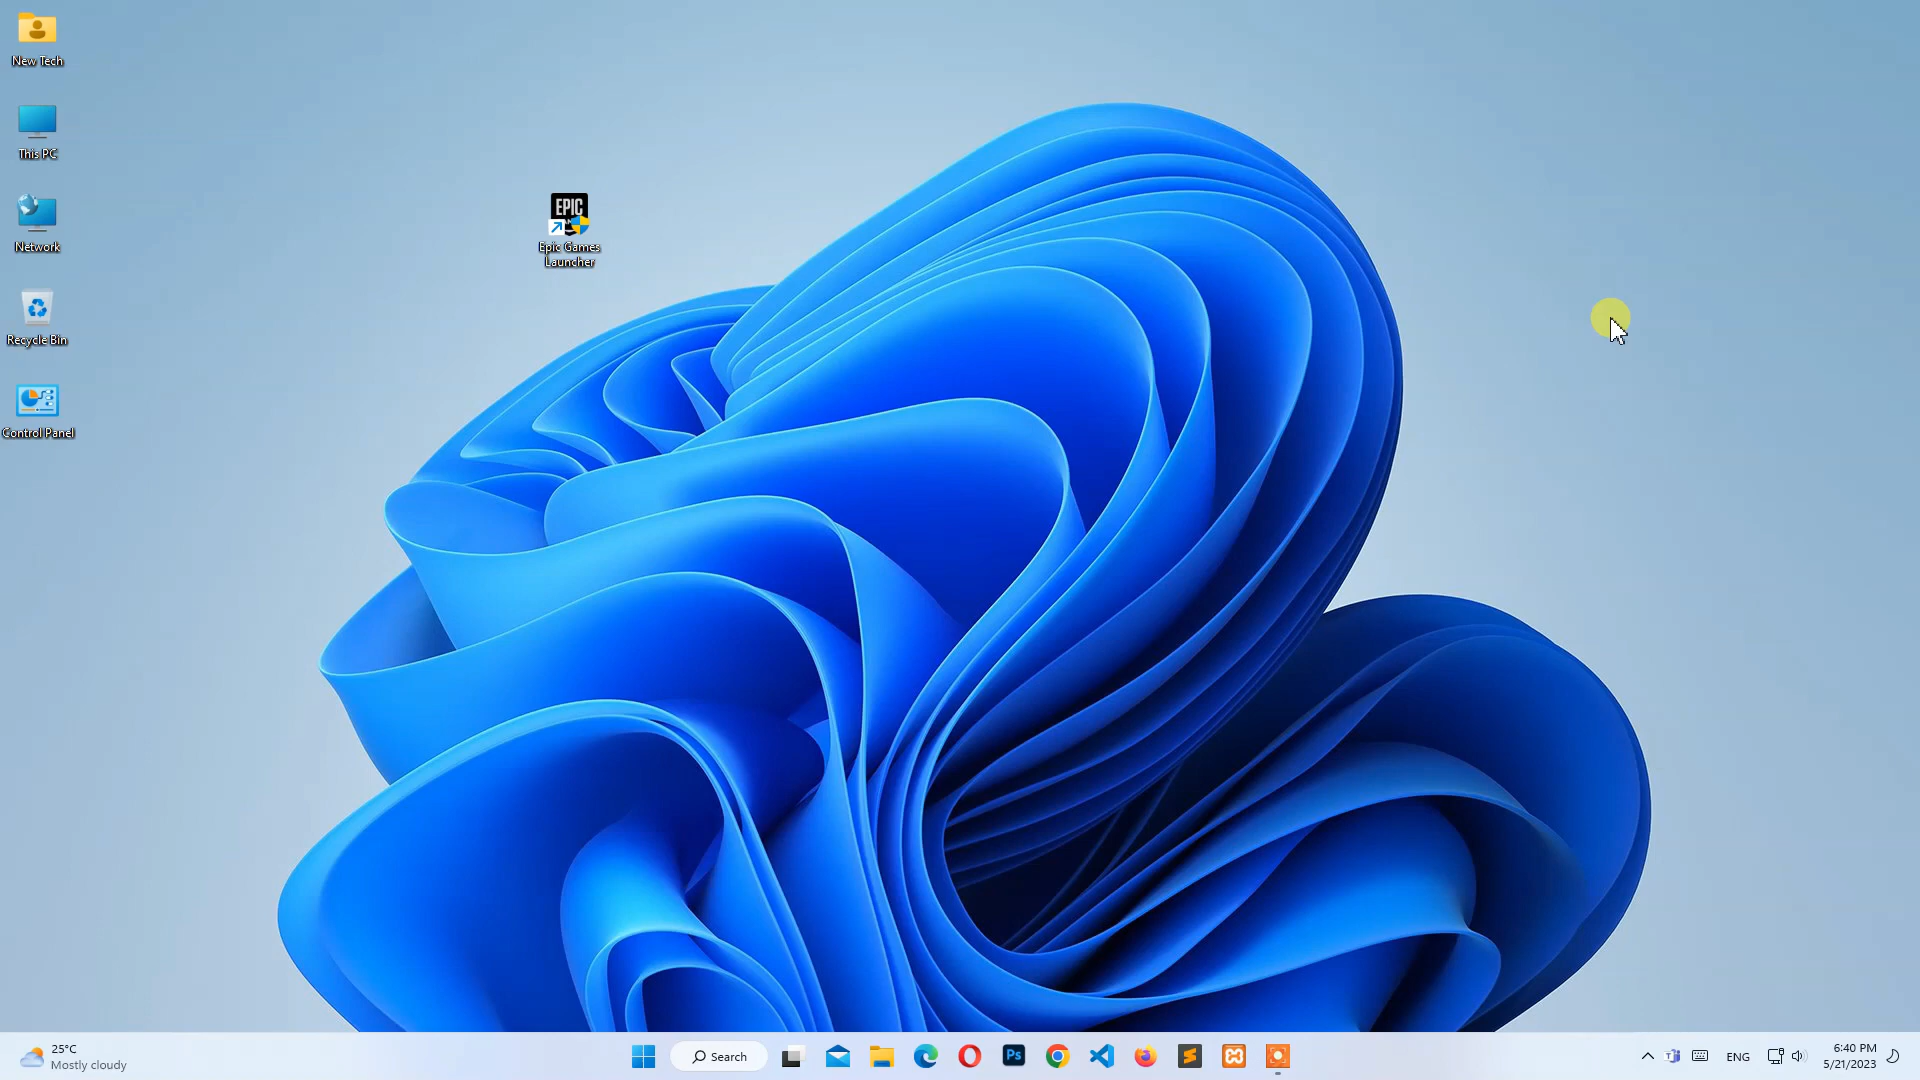 New Tech
This PC
Network
Recycle Bin
Control Panel
EPIC
Epic Games
Launcher
25°C
Mostly cloudy
Search
Ps
ENG
6:40 PM
5/21/2023